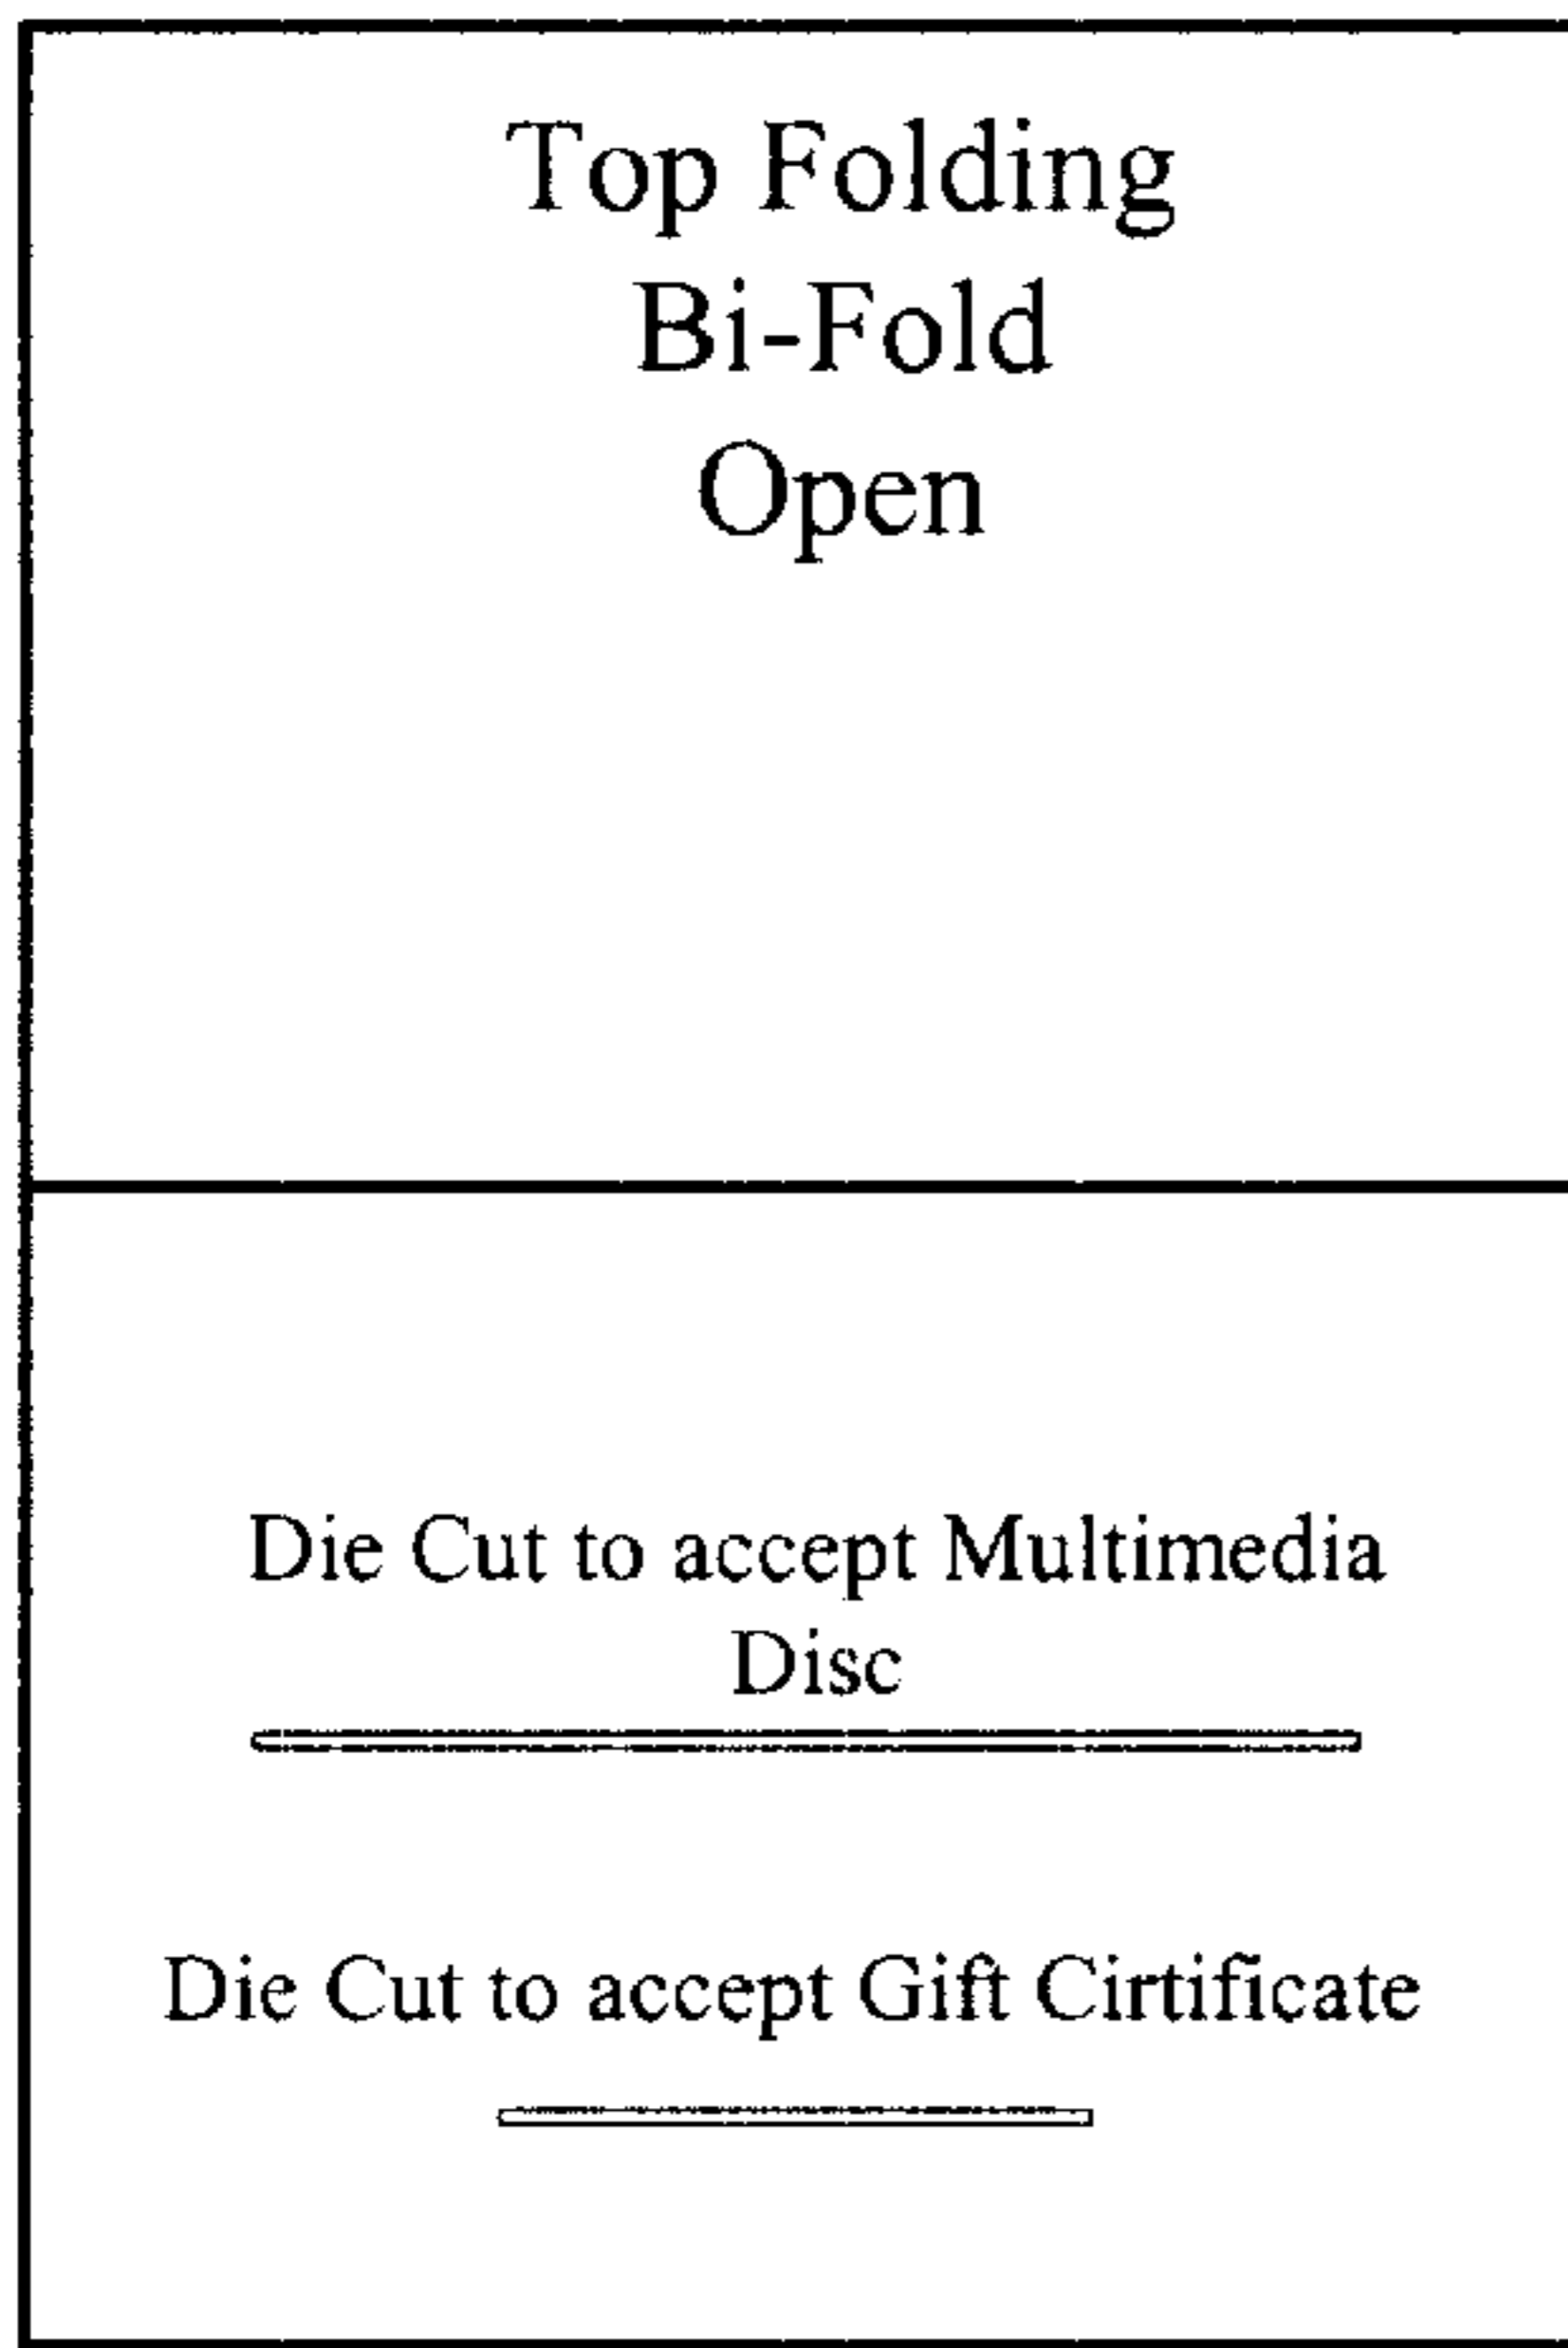 Top Folding
Bi-Fold
Open
Die Cut to accept Multimedia
Disc
Die Cut to accept Gift Cirtificate